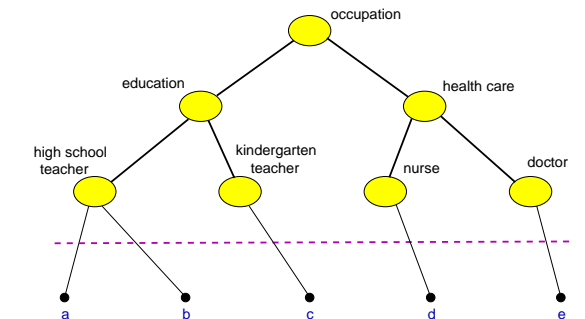 occupation
education
health care
high school
teacher
kindergarten
teacher
nurse
doctor
a
b
c
d
e